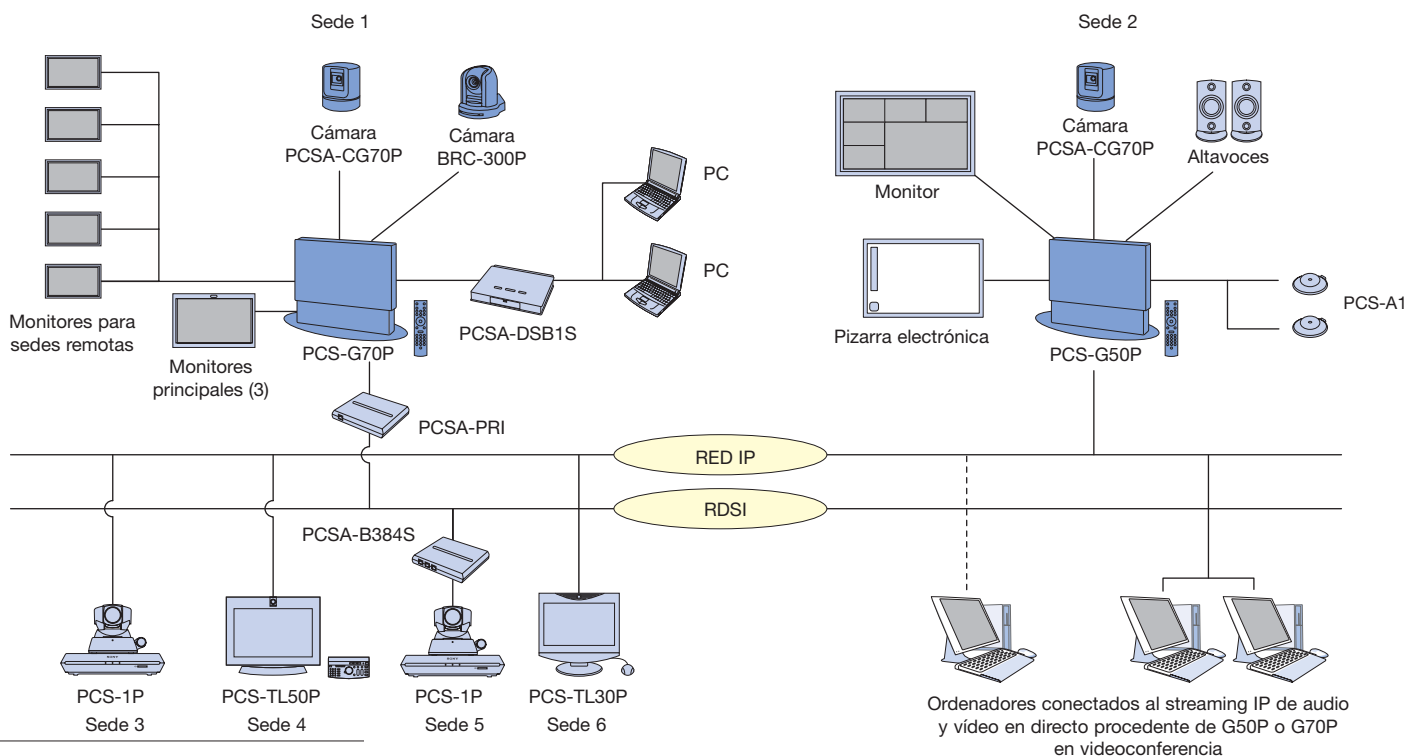 Sede 1
Sede 2
Cámara
PCSA-CG70P
Cámara
BRC-300P
PC
PC
Monitores para
sedes remotas
Monitores
principales (3)
PCS-G70P
PCSA-DSB1S
PCSA-PRI
Monitor
Cámara
PCSA-CG70P
Altavoces
Pizarra electrónica
PCS-G50P
PCS-A1
RED IP
RDSI
PCSA-B384S
PCS-1P
Sede 3
PCS-TL50P
Sede 4
PCS-1P
Sede 5
PCS-TL30P
Sede 6
Ordenadores conectados al streaming IP de audio
y vídeo en directo procedente de G50P o G70P
en videoconferencia